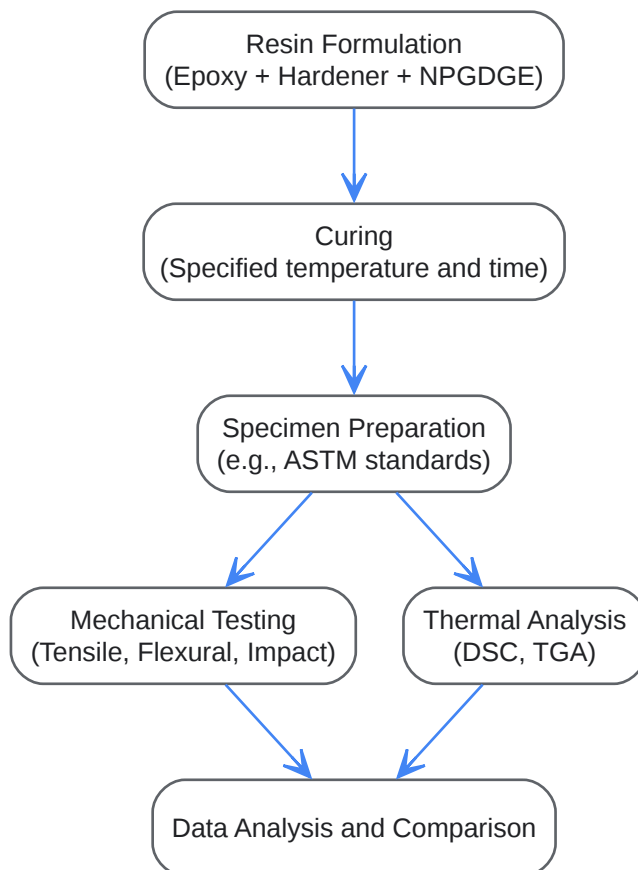 Resin Formulation
(Epoxy + Hardener + NPGDGE)
Curing
(Specified temperature and time)
Specimen Preparation
(e.g., ASTM standards)
Mechanical Testing
(Tensile, Flexural, Impact)
Thermal Analysis
(DSC, TGA)
Data Analysis and Comparison